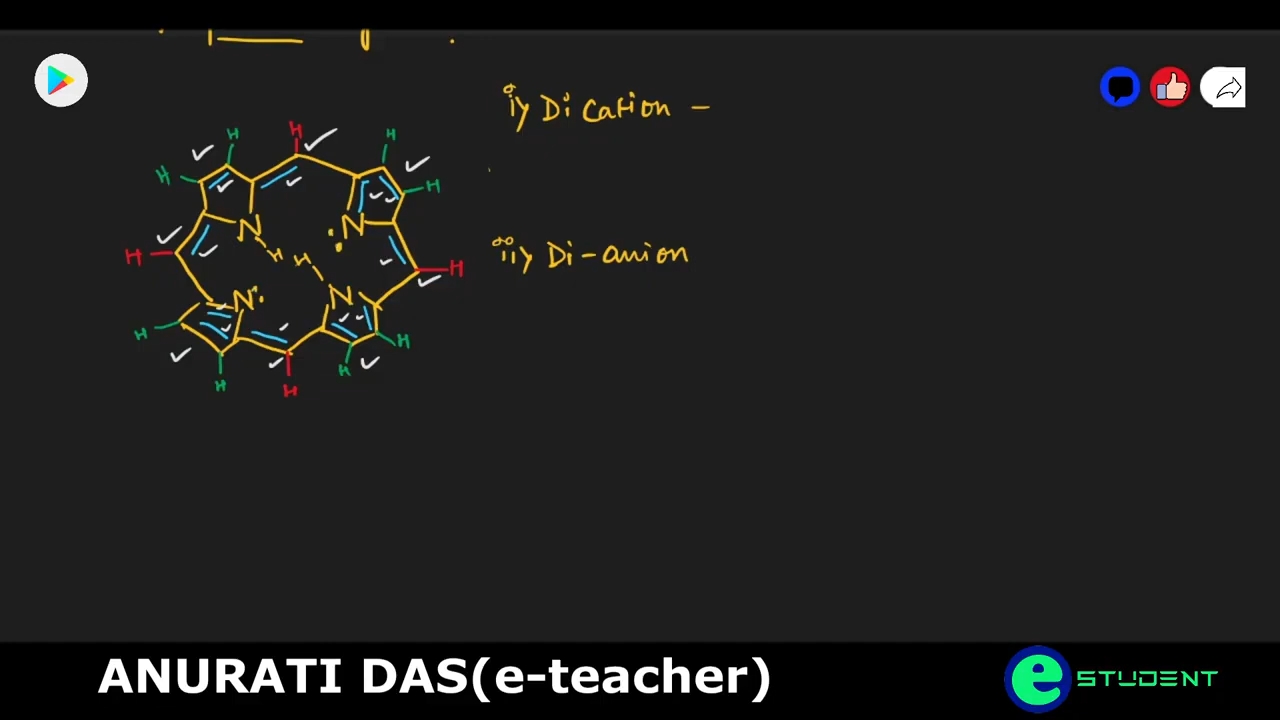 i) Di Cation -
ii) Di-anion
H H H H
H H
N N
H H
H H
N N
H H
H H H H
ANURATI DAS(e-teacher)
e STUDENT